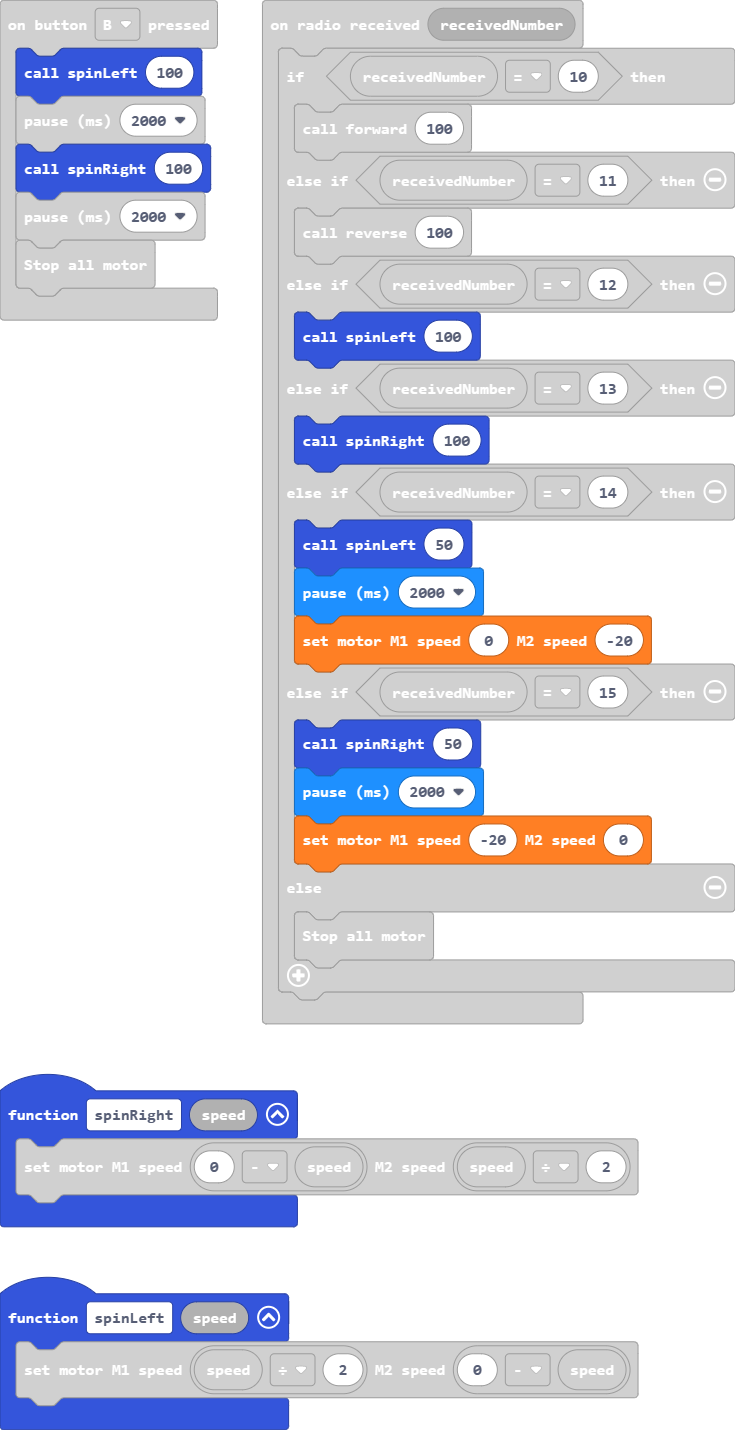 on button B pressed
call spinLeft 100
pause (ms) 2000
call spinRight 100
pause (ms) 2000
Stop all motor
on radio received receivedNumber
if receivedNumber = 10 then
call forward 100
else if receivedNumber = 11 then
call reverse 100
else if receivedNumber = 12 then
call spinLeft 100
else if receivedNumber = 13 then
call spinRight 100
else if receivedNumber = 14 then
call spinLeft 50
pause (ms) 2000
set motor M1 speed 0 M2 speed -20
else if receivedNumber = 15 then
call spinRight 50
pause (ms) 2000
set motor M1 speed -20 M2 speed 0
else
Stop all motor
function spinRight speed
set motor M1 speed 0 - speed M2 speed speed ÷ 2
function spinLeft speed
set motor M1 speed speed ÷ 2 M2 speed 0 - speed